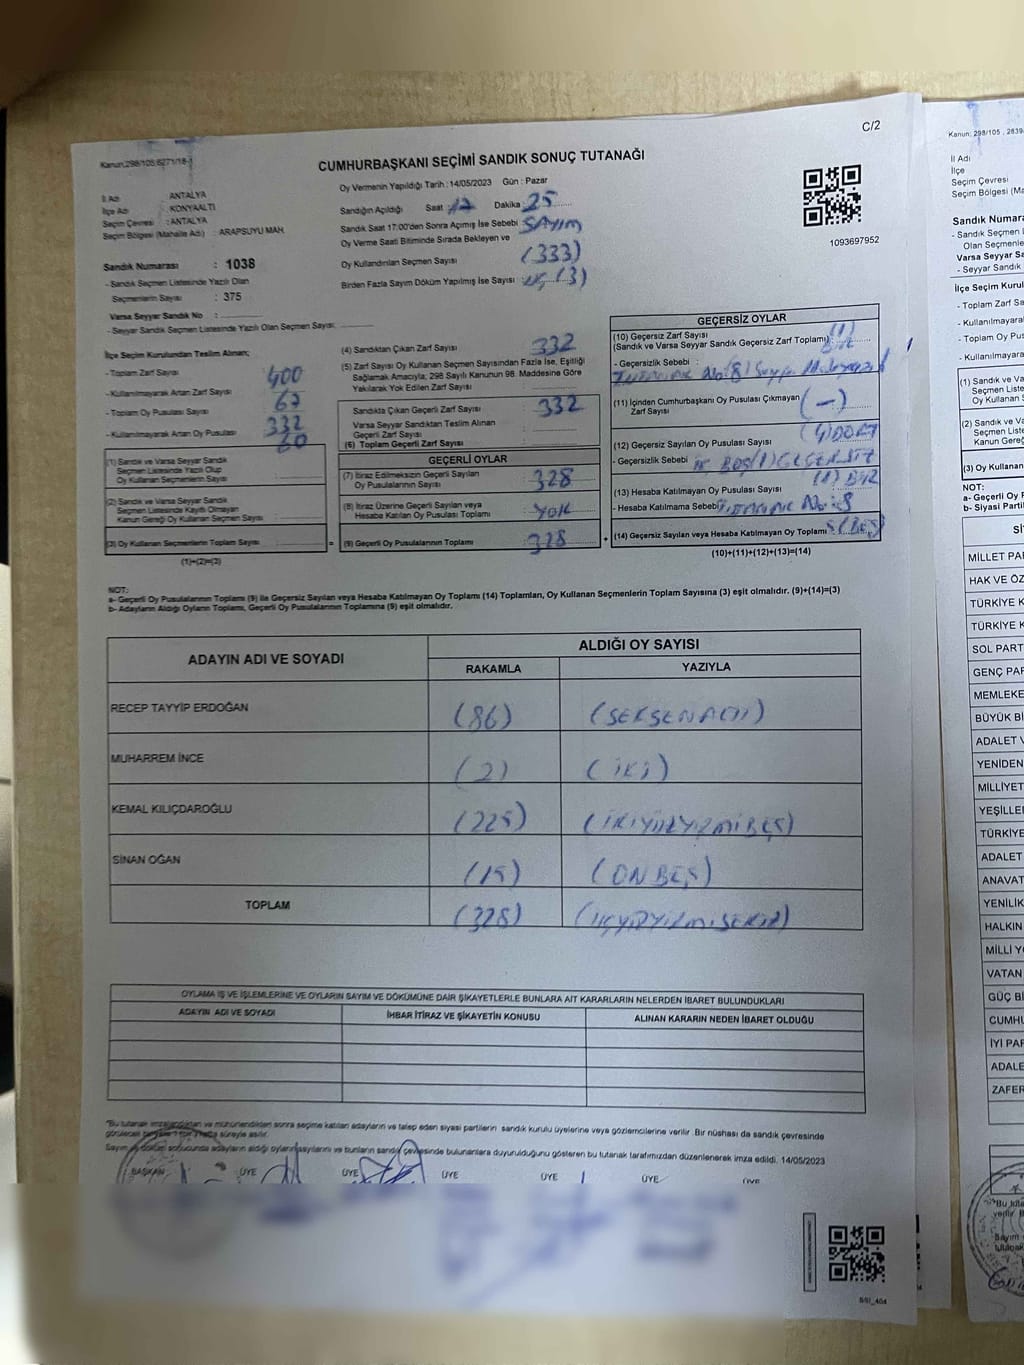 C/2
Kanun:298/105,6271/18-1
CUMHURBAŞKANI SEÇİMİ SANDIK SONUÇ TUTANAĞI
İl Adı : ANTALYA
İlçe Adı : KONYAALTI
Seçim Çevresi : ANTALYA
Seçim Bölgesi (Mahalle Adı) : ARAPSUYU MAH.
Sandık Numarası : 1038
- Sandık Seçmen Listesinde Yazılı Olan
Seçmenlerin Sayısı : 375
Varsa Seyyar Sandık No :
- Seyyar Sandık Seçmen Listesinde Yazılı Olan Seçmen Sayısı:
Oy Vermenin Yapıldığı Tarih :14/05/2023 Gün : Pazar
Sandığın Açıldığı Saat 17 Dakika 25
Sandık Saat 17.00'den Sonra Açımış İse Sebebi SAYIM
Oy Verme Saati Bitiminde Sırada Bekleyen ve
Oy Kullandırılan Seçmen Sayısı (333)
Birden Fazla Sayım Döküm Yapılmış İse Sayısı : üç (3)
1093697952
İlçe Seçim Kurulundan Teslim Alınan;
- Toplam Zarf Sayısı 400
- Kullanılmayarak Artan Zarf Sayısı 67
- Toplam Oy Pusulası Sayısı 332
- Kullanılmayarak Artan Oy Pusulası 60
(1) Sandık ve Varsa Seyyar Sandık
Seçmen Listesinde Yazılı Olup
Oy Kullanan Seçmenlerin Sayısı
(2) Sandık ve Varsa Seyyar Sandık
Seçmen Listesinde Kayıtlı Olmayan
Kanun Gereği Oy Kullanan Seçmen Sayısı
(3) Oy Kullanan Seçmenlerin Toplam Sayısı
(1)+(2)=(3)
(4) Sandıktan Çıkan Zarf Sayısı 332
(5) Zarf Sayısı Oy Kullanan Seçmen Sayısından Fazla İse, Eşitliği
Sağlamak Amacıyla, 298 Sayılı Kanunun 98. Maddesine Göre
Yakılarak Yok Edilen Zarf Sayısı
Sandıkta Çıkan Geçerli Zarf Sayısı 332
Varsa Seyyar Sandıktan Teslim Alınan
Geçerli Zarf Sayısı
(6) Toplam Geçerli Zarf Sayısı
GEÇERLİ OYLAR
(7) İtiraz Edilmeksizin Geçerli Sayılan
Oy Pusulalarının Sayısı 328
(8) İtiraz Üzerine Geçerli Sayılan veya
Hesaba Katılan Oy Pusulası Toplamı YOK
(9) Geçerli Oy Pusulalarının Toplamı 328
GEÇERSİZ OYLAR
(10) Geçersiz Zarf Sayısı (1)
(Sandık ve Varsa Seyyar Sandık Geçersiz Zarf Toplamı) BİR
- Geçersizlik Sebebi :
(11) İçinden Cumhurbaşkanı Oy Pusulası Çıkmayan
Zarf Sayısı (-)
(12) Geçersiz Sayılan Oy Pusulası Sayısı (4) DÖRT
- Geçersizlik Sebebi BOŞ GEÇERSİZ
(13) Hesaba Katılmayan Oy Pusulası Sayısı (1) BİR
- Hesaba Katılmama Sebebi No:8
(14) Geçersiz Sayılan veya Hesaba Katılmayan Oy Toplamı 5 (BEŞ)
(10)+(11)+(12)+(13)=(14)
NOT:
a- Geçerli Oy Pusulalarının Toplamı (9) ile Geçersiz Sayılan veya Hesaba Katılmayan Oy Toplamı (14) Toplamları, Oy Kullanan Seçmenlerin Toplam Sayısına (3) eşit olmalıdır. (9)+(14)=(3)
b- Adayların Aldığı Oyların Toplamı, Geçerli Oy Pusulalarının Toplamına (9) eşit olmalıdır.
ADAYIN ADI VE SOYADI ALDIĞI OY SAYISI
RAKAMLA YAZIYLA
RECEP TAYYİP ERDOĞAN (86) (SEKSENALTI)
MUHARREM İNCE (2) (İKİ)
KEMAL KILIÇDAROĞLU (225) (İKİYÜZYİRMİBEŞ)
SİNAN OĞAN (15) (ONBEŞ)
TOPLAM (328) (ÜÇYÜZYİRMİSEKİZ)
OYLAMA İŞ VE İŞLEMLERİNE VE OYLARIN SAYIM VE DÖKÜMÜNE DAİR ŞİKAYETLERLE BUNLARA AİT KARARLARIN NELERDEN İBARET BULUNDUKLARI
ADAYIN ADI VE SOYADI İHBAR İTİRAZ VE ŞİKAYETİN KONUSU ALINAN KARARIN NEDEN İBARET OLDUĞU
"Bu tutanak imzalandıktan ve mühürlendikten sonra seçime katılan adayların ve talep eden siyasi partilerin sandık kurulu üyelerine veya gözlemcilerine verilir. Bir nüshası da sandık çevresinde
görülecek süreyle asılır.
Sayım ve döküm sonucunda adayların aldığı oyların sayılarını ve bunların sandık çevresinde bulunanlara duyurulduğunu gösteren bu tutanak tarafımızdan düzenlenerek imza edildi. 14/05/2023
BAŞKAN ÜYE ÜYE ÜYE ÜYE ÜYE ÜYE
Kanun: 298/105
İl Adı
İlçe
Seçim Çevresi
Seçim Bölgesi (Ma
Sandık Numara
- Sandık Seçmen
Olan Seçmenle
Varsa Seyyar Sa
- Seyyar Sandık
İlçe Seçim Kurul
- Toplam Zarf Sa
- Kullanılmayara
- Toplam Oy Pusu
- Kullanılmayara
(1) Sandık ve Va
Seçmen Liste
Oy Kullanan S
(2) Sandık ve Va
Seçmen Liste
Kanun Gereğ
(3) Oy Kullanan
NOT:
a- Geçerli Oy P
b- Siyasi Parti
MİLLET PA
HAK VE ÖZ
TÜRKİYE K
TÜRKİYE K
SOL PART
GENÇ PAR
MEMLEKE
BÜYÜK Bİ
ADALET V
YENİDEN
MİLLİYET
YEŞİLLE
TÜRKİYE
ADALET
ANAVAT
YENİLİK
HALKIN
MİLLİ Y
VATAN
GÜÇ Bİ
CUMHU
İYİ PAR
ADALE
ZAFER